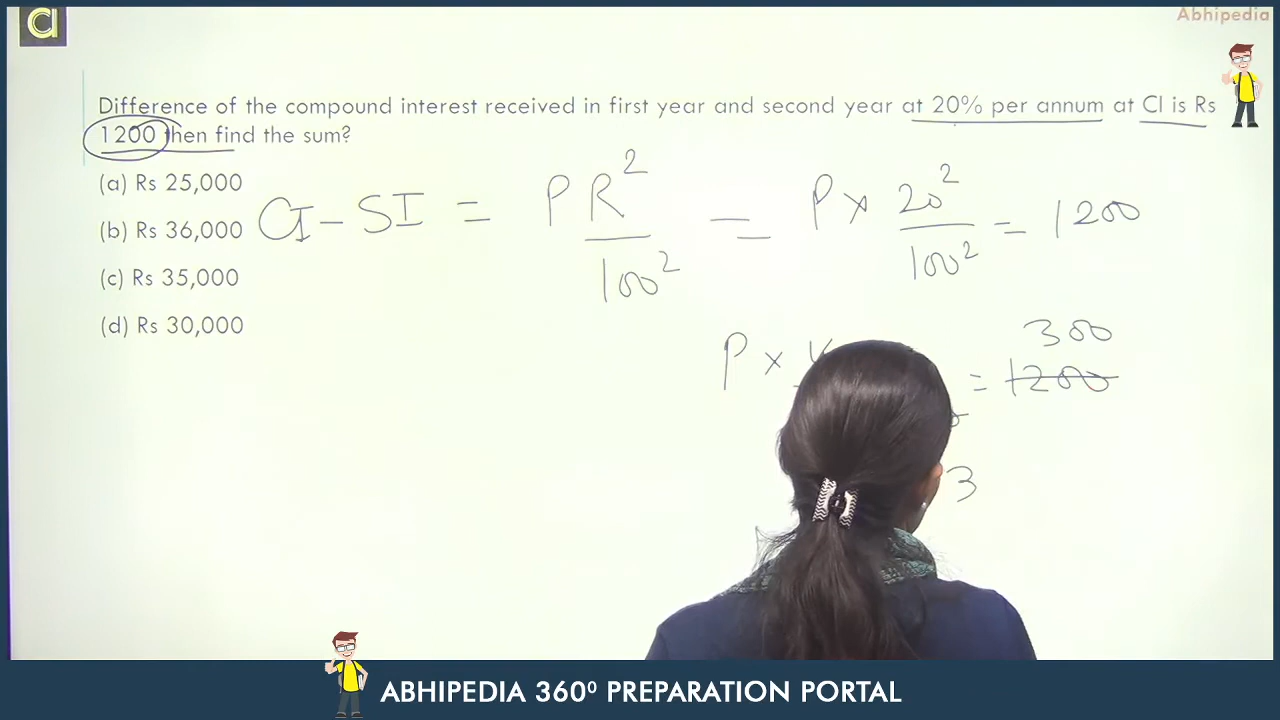 Abhipedia
Difference of the compound interest received in first year and second year at 20% per annum at CI is Rs
1200 then find the sum?
(a) Rs 25,000
(b) Rs 36,000
(c) Rs 35,000
(d) Rs 30,000
CI - SI = PR² / 100² = P × 20² / 100² = 1200
300
P × = 1200
3
ABHIPEDIA 360⁰ PREPARATION PORTAL